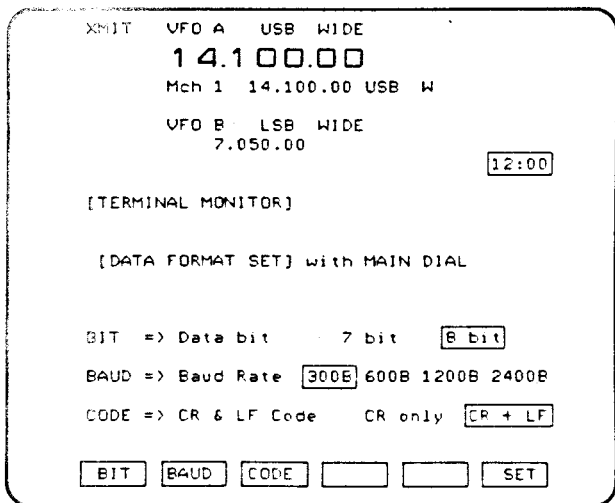 XMIT VFO A USB WIDE
14.100.00
Mch 1 14.100.00 USB W
VFO B LSB WIDE
7.050.00
12:00
[TERMINAL MONITOR]
[DATA FORMAT SET] with MAIN DIAL
BIT => Data bit 7 bit 8 bit
BAUD => Baud Rate 300B 600B 1200B 2400B
CODE => CR & LF Code CR only CR + LF
BIT BAUD CODE SET